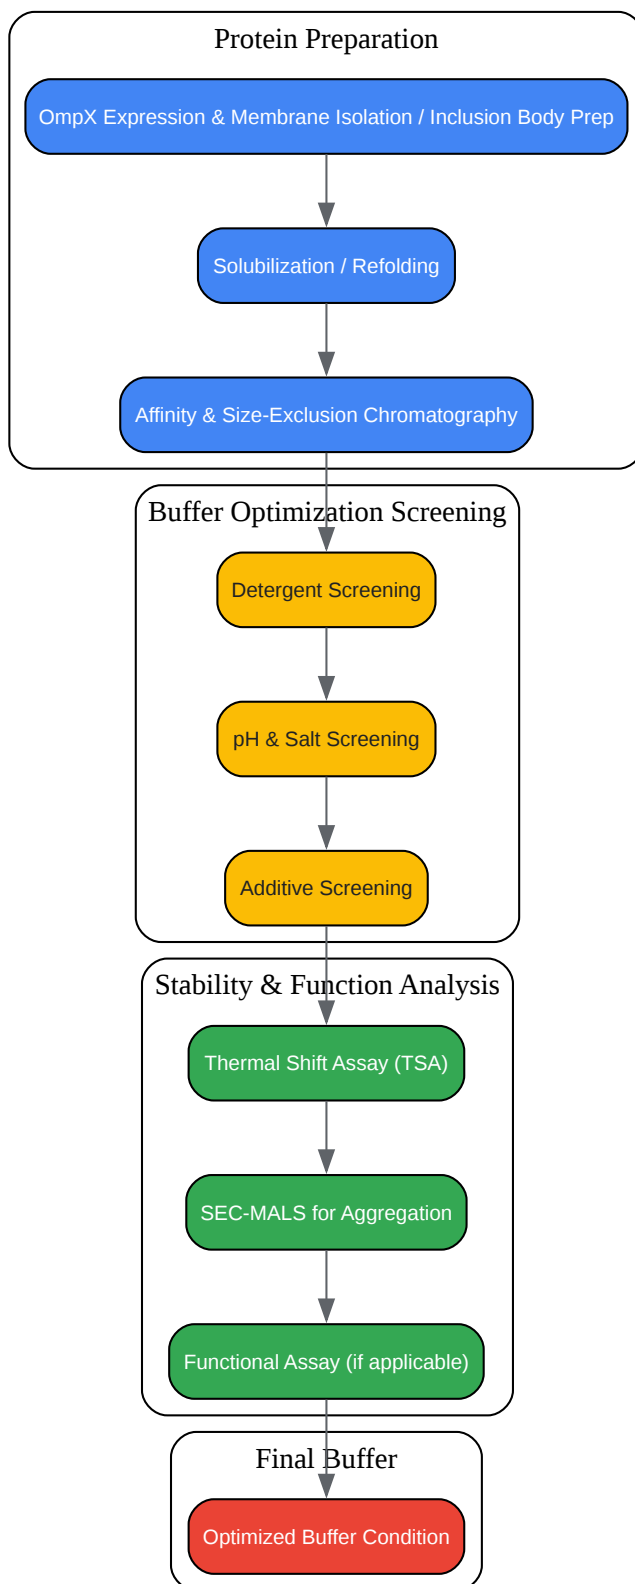 Protein Preparation
OmpX Expression & Membrane Isolation / Inclusion Body Prep
Solubilization / Refolding
Affinity & Size-Exclusion Chromatography
Buffer Optimization Screening
Detergent Screening
pH & Salt Screening
Additive Screening
Stability & Function Analysis
Thermal Shift Assay (TSA)
SEC-MALS for Aggregation
Functional Assay (if applicable)
Final Buffer
Optimized Buffer Condition